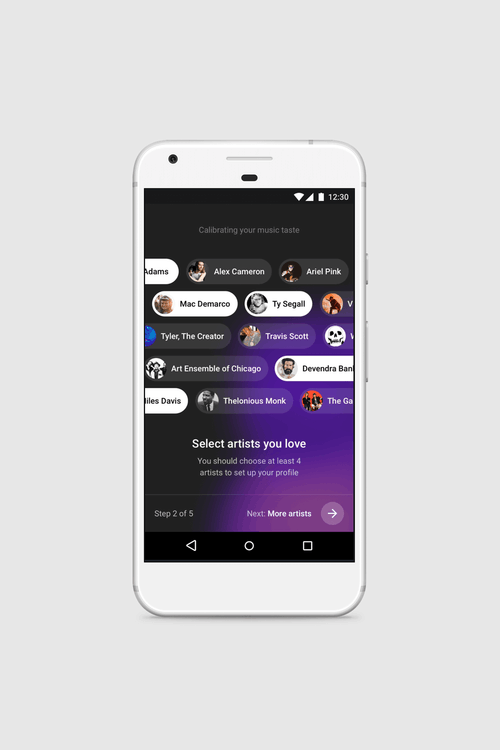 12:30
Calibrating your music taste
Adams Alex Cameron Ariel Pink
Mac Demarco Ty Segall V
Tyler, The Creator Travis Scott
Art Ensemble of Chicago Devendra Ban
iles Davis Thelonious Monk The Ga
Select artists you love
You should choose at least 4
artists to set up your profile
Step 2 of 5 Next: More artists